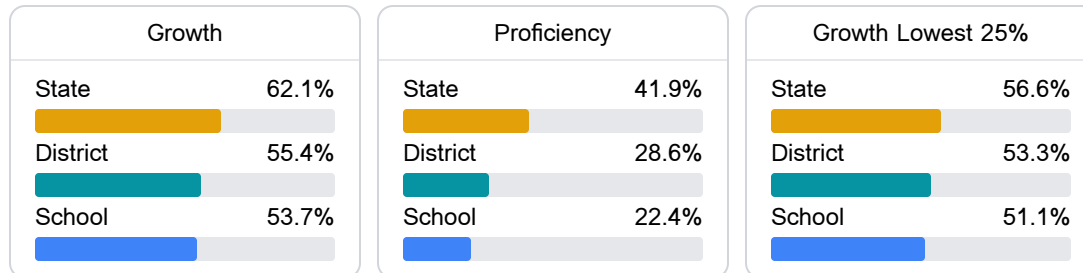 Growth
State 62.1%
District 55.4%
School 53.7%
Proficiency
State 41.9%
District 28.6%
School 22.4%
Growth Lowest 25%
State 56.6%
District 53.3%
School 51.1%